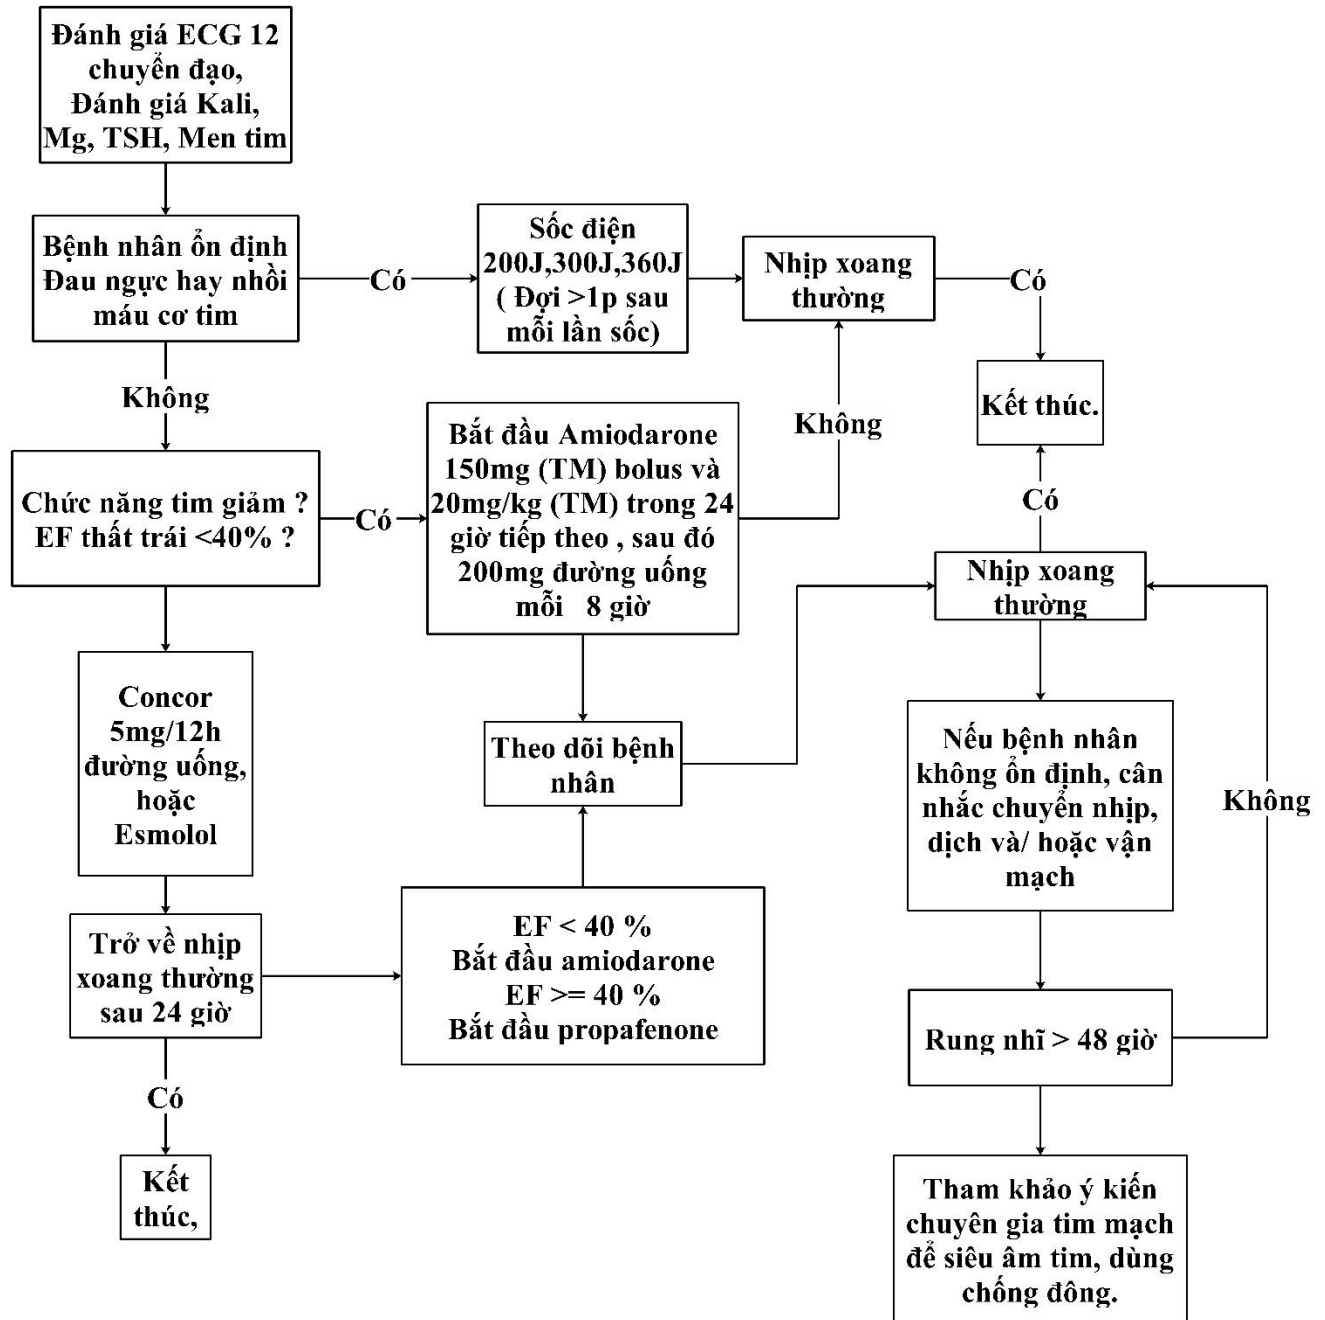 Đánh giá ECG 12
chuyển đạo,
Đánh giá Kali,
Mg, TSH, Men tim
Bệnh nhân ổn định
Đau ngực hay nhồi
máu cơ tim
Có
Sốc điện
200J,300J,360J
( Đợi >1p sau
mỗi lần sốc)
Nhịp xoang
thường
Có
Kết thúc.
Không
Chức năng tim giảm ?
EF thất trái <40% ?
Có
Bắt đầu Amiodarone
150mg (TM) bolus và
20mg/kg (TM) trong 24
giờ tiếp theo , sau đó
200mg đường uống
mỗi 8 giờ
Không
Có
Nhịp xoang
thường
Concor
5mg/12h
đường uống,
hoặc
Esmolol
Theo dõi bệnh
nhân
Nếu bệnh nhân
không ổn định, cân
nhắc chuyển nhịp,
dịch và/ hoặc vận
mạch
Không
Trở về nhịp
xoang thường
sau 24 giờ
EF < 40 %
Bắt đầu amiodarone
EF >= 40 %
Bắt đầu propafenone
Rung nhĩ > 48 giờ
Có
Kết
thúc,
Tham khảo ý kiến
chuyên gia tim mạch
để siêu âm tim, dùng
chống đông.